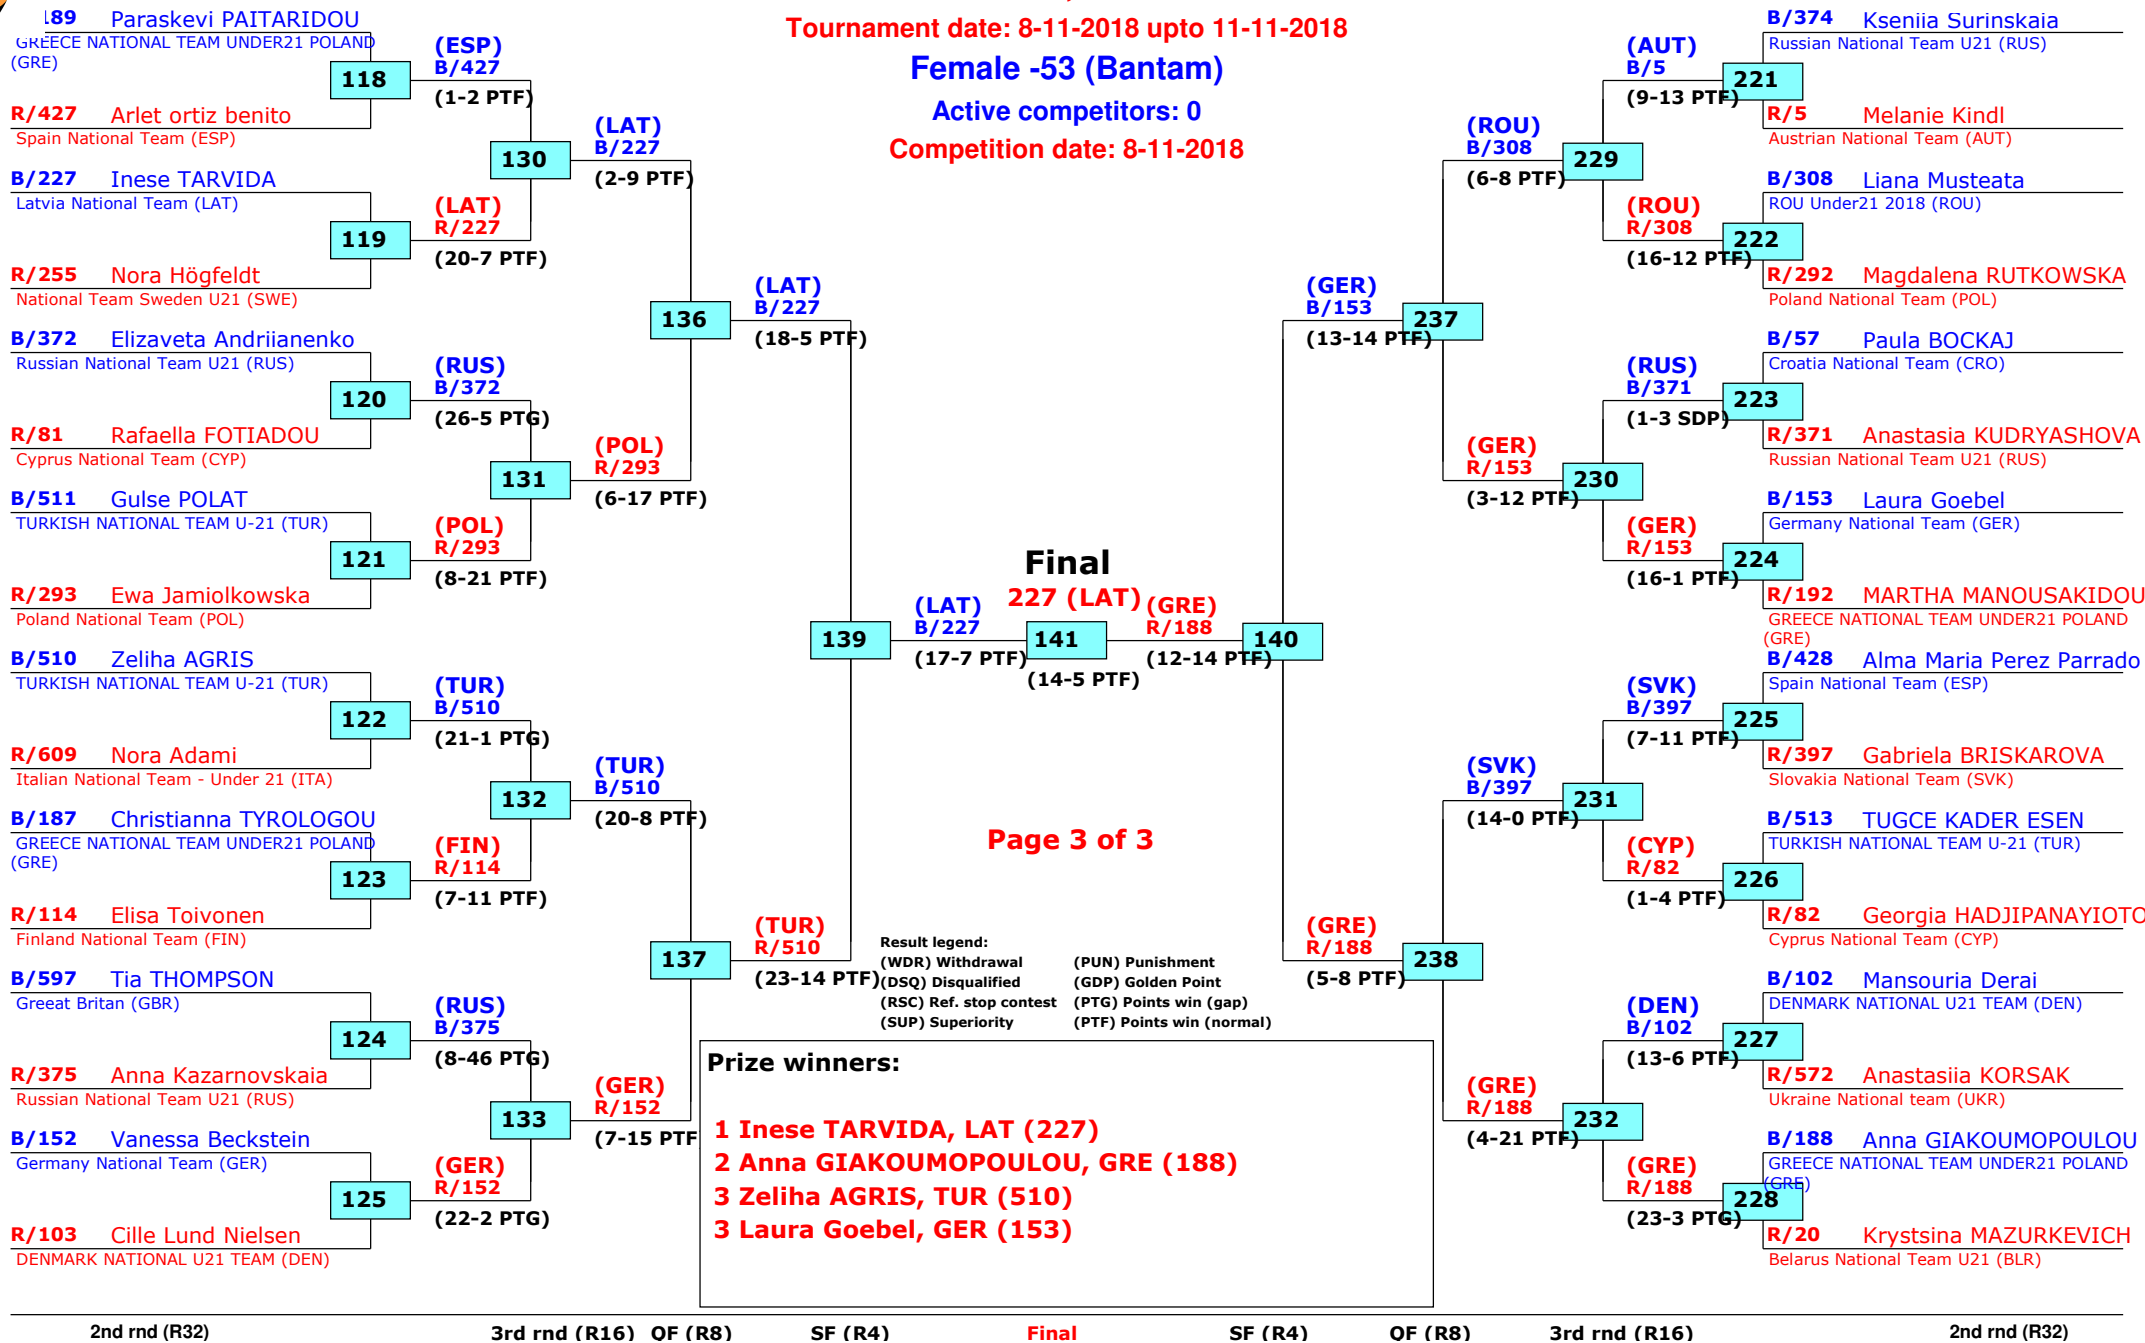 Tournament date: 8-11-2018 upto 11-11-2018
Female -53 (Bantam)
Active competitors: 0
Competition date: 8-11-2018
189 Paraskevi PAITARIDOU
GREECE NATIONAL TEAM UNDER21 POLAND
(GRE)
118
R/427 Arlet ortiz benito
Spain National Team (ESP)
B/227 Inese TARVIDA
Latvia National Team (LAT)
119
R/255 Nora Högfeldt
National Team Sweden U21 (SWE)
B/372 Elizaveta Andriianenko
Russian National Team U21 (RUS)
120
R/81 Rafaella FOTIADOU
Cyprus National Team (CYP)
B/511 Gulse POLAT
TURKISH NATIONAL TEAM U-21 (TUR)
121
R/293 Ewa Jamiolkowska
Poland National Team (POL)
B/510 Zeliha AGRIS
TURKISH NATIONAL TEAM U-21 (TUR)
122
R/609 Nora Adami
Italian National Team - Under 21 (ITA)
B/187 Christianna TYROLOGOU
GREECE NATIONAL TEAM UNDER21 POLAND
(GRE)
123
R/114 Elisa Toivonen
Finland National Team (FIN)
B/597 Tia THOMPSON
Greeat Britan (GBR)
124
R/375 Anna Kazarnovskaia
Russian National Team U21 (RUS)
B/152 Vanessa Beckstein
Germany National Team (GER)
125
R/103 Cille Lund Nielsen
DENMARK NATIONAL U21 TEAM (DEN)
(ESP)
B/427
(1-2 PTF)
130
(LAT)
R/227
(20-7 PTF)
(RUS)
B/372
(26-5 PTG)
131
(POL)
R/293
(8-21 PTF)
(TUR)
B/510
(21-1 PTG)
132
(FIN)
R/114
(7-11 PTF)
(RUS)
B/375
(8-46 PTG)
133
(GER)
R/152
(22-2 PTG)
(LAT)
B/227
(2-9 PTF)
136
(POL)
R/293
(6-17 PTF)
(TUR)
B/510
(20-8 PTF)
137
(GER)
R/152
(7-15 PTF
(LAT)
B/227
(18-5 PTF)
139
(TUR)
R/510
(23-14 PTF)
(LAT)
B/227
(17-7 PTF)
Final
227 (LAT)
141
(14-5 PTF)
(GRE)
R/188
(12-14 PTF)
140
Page 3 of 3
(GER)
B/153
(13-14 PTF)
(GRE)
R/188
(5-8 PTF)
(ROU)
B/308
(6-8 PTF)
237
(GER)
R/153
(3-12 PTF)
(SVK)
B/397
(14-0 PTF)
238
(GRE)
R/188
(4-21 PTF)
(AUT)
B/5
(9-13 PTF)
229
(ROU)
R/308
(16-12 PTF)
(RUS)
B/371
(1-3 SDP)
230
(GER)
R/153
(16-1 PTF)
(SVK)
B/397
(7-11 PTF)
231
(CYP)
R/82
(1-4 PTF)
(DEN)
B/102
(13-6 PTF)
232
(GRE)
R/188
(23-3 PTG)
B/374 Kseniia Surinskaia
Russian National Team U21 (RUS)
221
R/5 Melanie Kindl
Austrian National Team (AUT)
B/308 Liana Musteata
ROU Under21 2018 (ROU)
222
R/292 Magdalena RUTKOWSKA
Poland National Team (POL)
B/57 Paula BOCKAJ
Croatia National Team (CRO)
223
R/371 Anastasia KUDRYASHOVA
Russian National Team U21 (RUS)
B/153 Laura Goebel
Germany National Team (GER)
224
R/192 MARTHA MANOUSAKIDOU
GREECE NATIONAL TEAM UNDER21 POLAND
(GRE)
B/428 Alma Maria Perez Parrado
Spain National Team (ESP)
225
R/397 Gabriela BRISKAROVA
Slovakia National Team (SVK)
B/513 TUGCE KADER ESEN
TURKISH NATIONAL TEAM U-21 (TUR)
226
R/82 Georgia HADJIPANAYIOTO
Cyprus National Team (CYP)
B/102 Mansouria Derai
DENMARK NATIONAL U21 TEAM (DEN)
227
R/572 Anastasiia KORSAK
Ukraine National team (UKR)
B/188 Anna GIAKOUMOPOULOU
GREECE NATIONAL TEAM UNDER21 POLAND
(GRE)
228
R/20 Krystsina MAZURKEVICH
Belarus National Team U21 (BLR)
Result legend:
(WDR) Withdrawal (PUN) Punishment
(DSQ) Disqualified (GDP) Golden Point
(RSC) Ref. stop contest (PTG) Points win (gap)
(SUP) Superiority (PTF) Points win (normal)
Prize winners:
1 Inese TARVIDA, LAT (227)
2 Anna GIAKOUMOPOULOU, GRE (188)
3 Zeliha AGRIS, TUR (510)
3 Laura Goebel, GER (153)
2nd rnd (R32) 3rd rnd (R16) QF (R8) SF (R4) Final SF (R4) QF (R8) 3rd rnd (R16) 2nd rnd (R32)